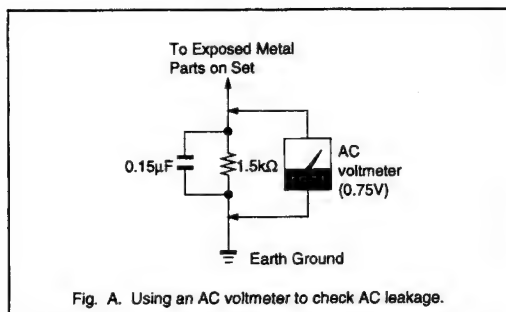 To Exposed Metal
Parts on Set
0.15µF
1.5kΩ
AC
voltmeter
(0.75V)
Earth Ground
Fig. A. Using an AC voltmeter to check AC leakage.